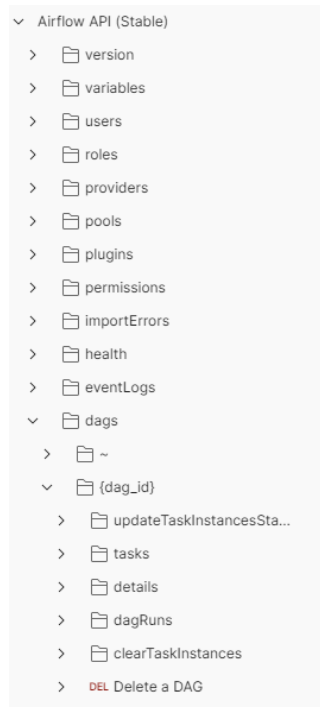 Airflow API (Stable)
version
variables
users
roles
providers
pools
plugins
permissions
importErrors
health
eventLogs
dags
~
{dag_id}
updateTaskInstancesSta...
tasks
details
dagRuns
clearTaskInstances
DEL Delete a DAG